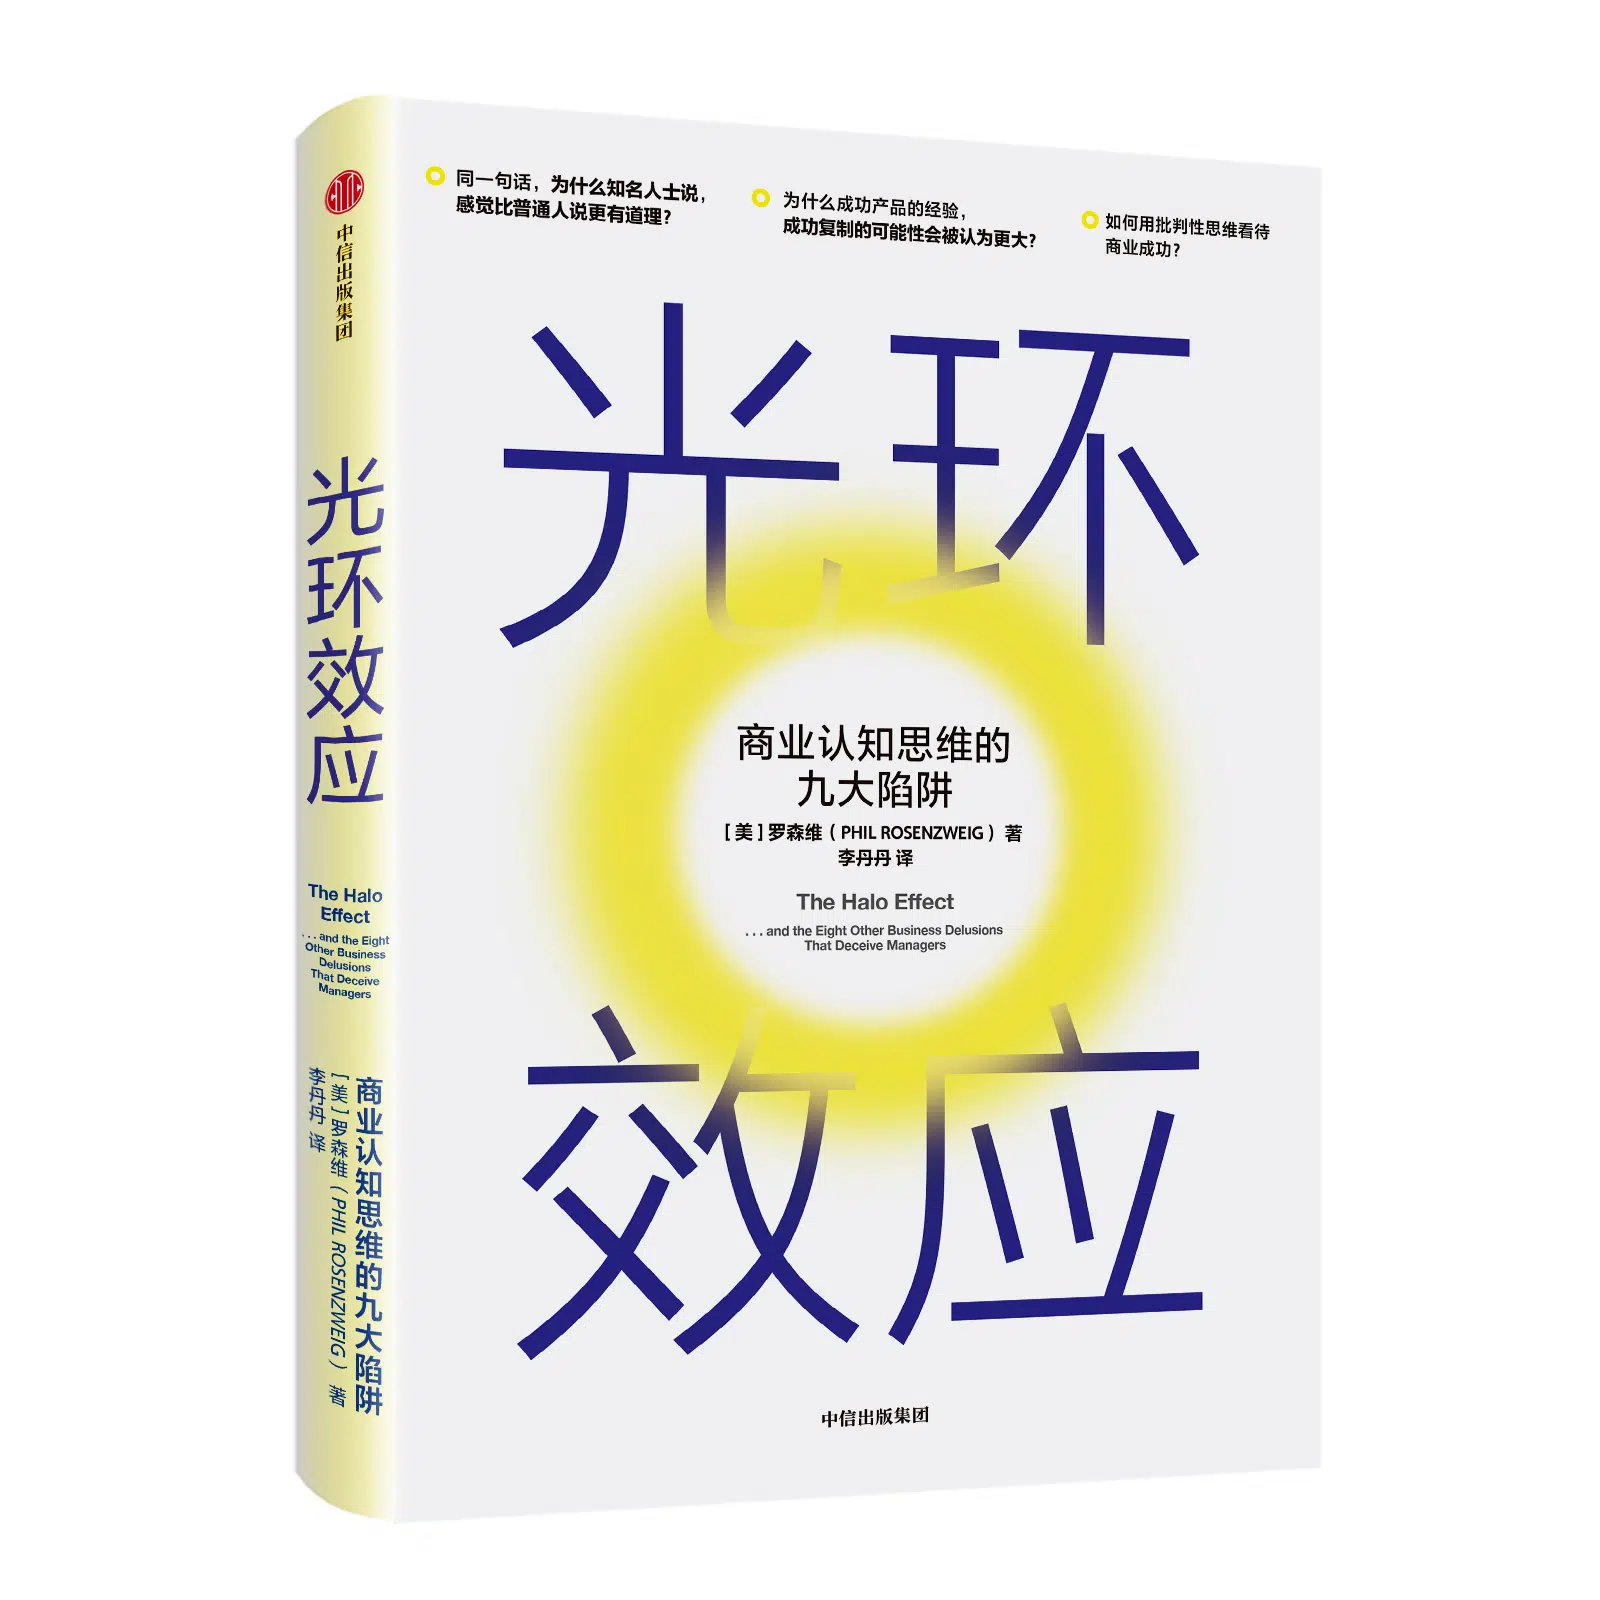 同一句话，为什么知名人士说，
感觉比普通人说更有道理？
为什么成功产品的经验，
成功复制的可能性会被认为更大？
如何用批判性思维看待
商业成功？
光环
商业认知思维的
九大陷阱
［美］罗森维（PHIL ROSENZWEIG）著
李丹丹 译
The Halo Effect
...and the Eight Other Business Delusions
That Deceive Managers
效应
中信出版集团
中信出版集团
光环效应
The Halo
Effect
...and the Eight
Other Business
Delusions
That Deceive
Managers
商业认知思维的九大陷阱
［美］罗森维（PHIL ROSENZWEIG）著
李丹丹 译